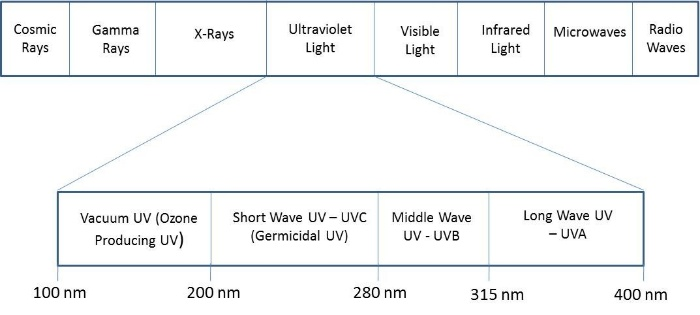 Cosmic
Rays
Gamma
Rays
X-Rays
Ultraviolet
Light
Visible
Light
Infrared
Light
Microwaves
Radio
Waves
Vacuum UV (Ozone
Producing UV)
Short Wave UV – UVC
(Germicidal UV)
Middle Wave
UV - UVB
Long Wave UV
– UVA
100 nm
200 nm
280 nm
315 nm
400 nm